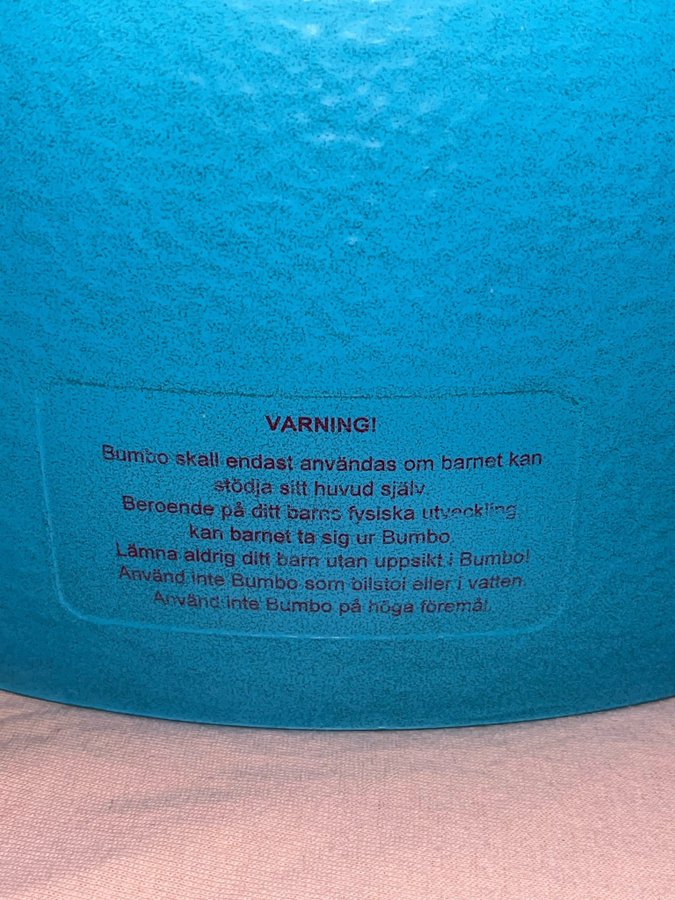 VARNING!
Bumbo skall endast användas om barnet kan
stödja sitt huvud själv.
Beroende på ditt barns fysiska utveckling
kan barnet ta sig ur Bumbo.
Lämna aldrig ditt barn utan uppsikt i Bumbo!
Använd inte Bumbo som bilstol eller i vatten.
Använd inte Bumbo på höga föremål.